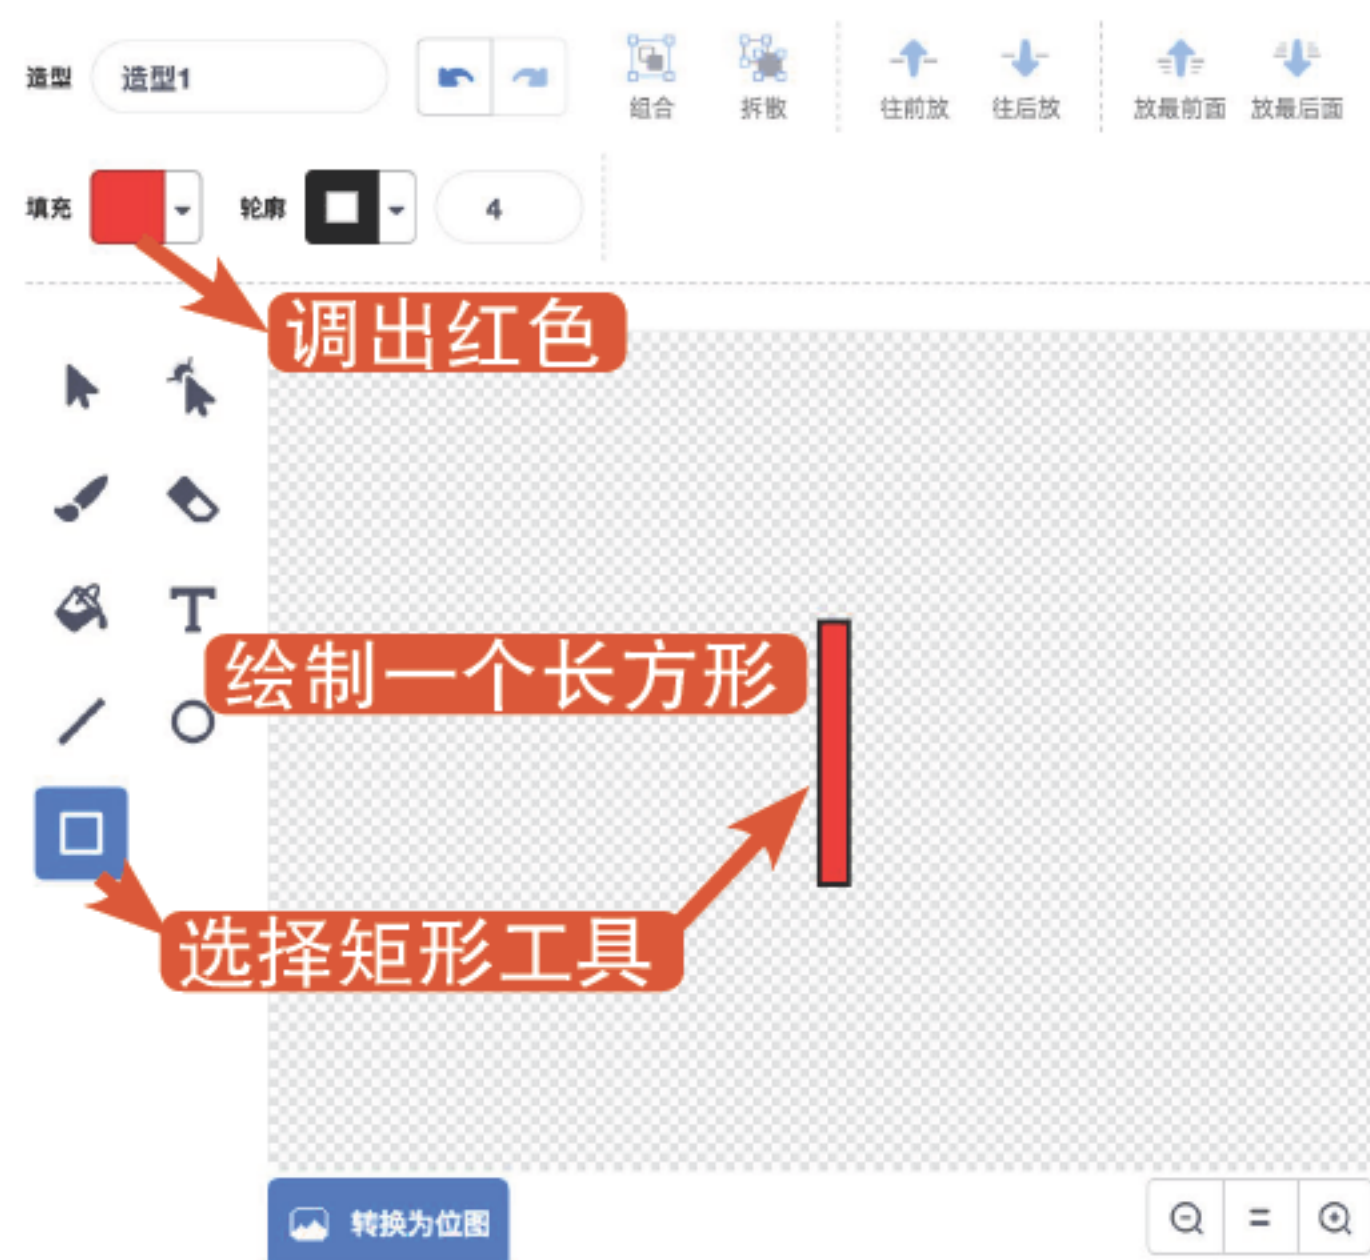 造型 造型1
组合 拆散 往前放 往后放 放最前面 放最后面
填充 轮廓 4
调出红色
T
绘制一个长方形
选择矩形工具
转换为位图